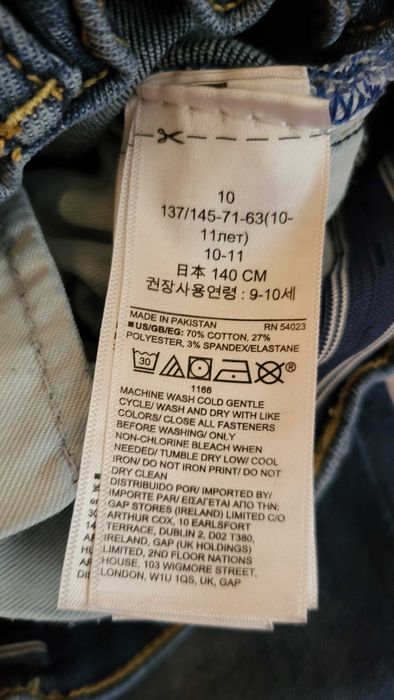 10
137/145-71-63(10-
11лет)
10-11
日本 140 CM
권장사용연령 : 9-10세
MADE IN PAKISTAN RN 54023
■ US/GB/EG: 70% COTTON, 27%
POLYESTER, 3% SPANDEX/ELASTANE
30 ®
1166
MACHINE WASH COLD GENTLE
CYCLE/ WASH AND DRY WITH LIKE
COLORS/ CLOSE ALL FASTENERS
BEFORE WASHING/ ONLY
NON-CHLORINE BLEACH WHEN
NEEDED/ TUMBLE DRY LOW/ COOL
IRON/ DO NOT IRON PRINT/ DO NOT
DRY CLEAN
DISTRIBUIDO POR/ IMPORTED BY/
IMPORTE PAR/ ΕΙΣΑΓΕΤΑΙ ΑΠΟ ΤΗΝ:
GAP STORES (IRELAND) LIMITED C/O
ARTHUR COX, 10 EARLSFORT
TERRACE, DUBLIN 2, D02 T380,
IRELAND, GAP (UK HOLDINGS)
LIMITED, 2ND FLOOR NATIONS
HOUSE, 103 WIGMORE STREET,
LONDON, W1U 1QS, UK, GAP